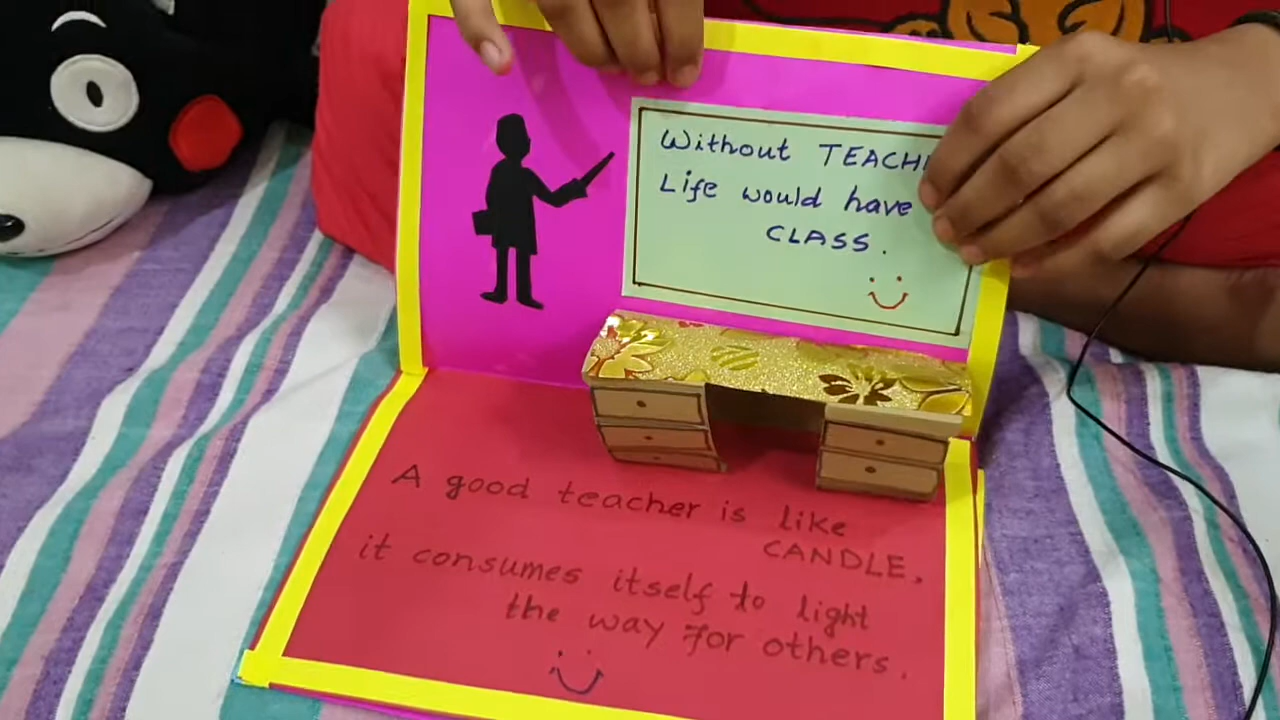 Without TEACH
Life would have
CLASS.
A good teacher is like
CANDLE,
it consumes itself to light
the way for others.